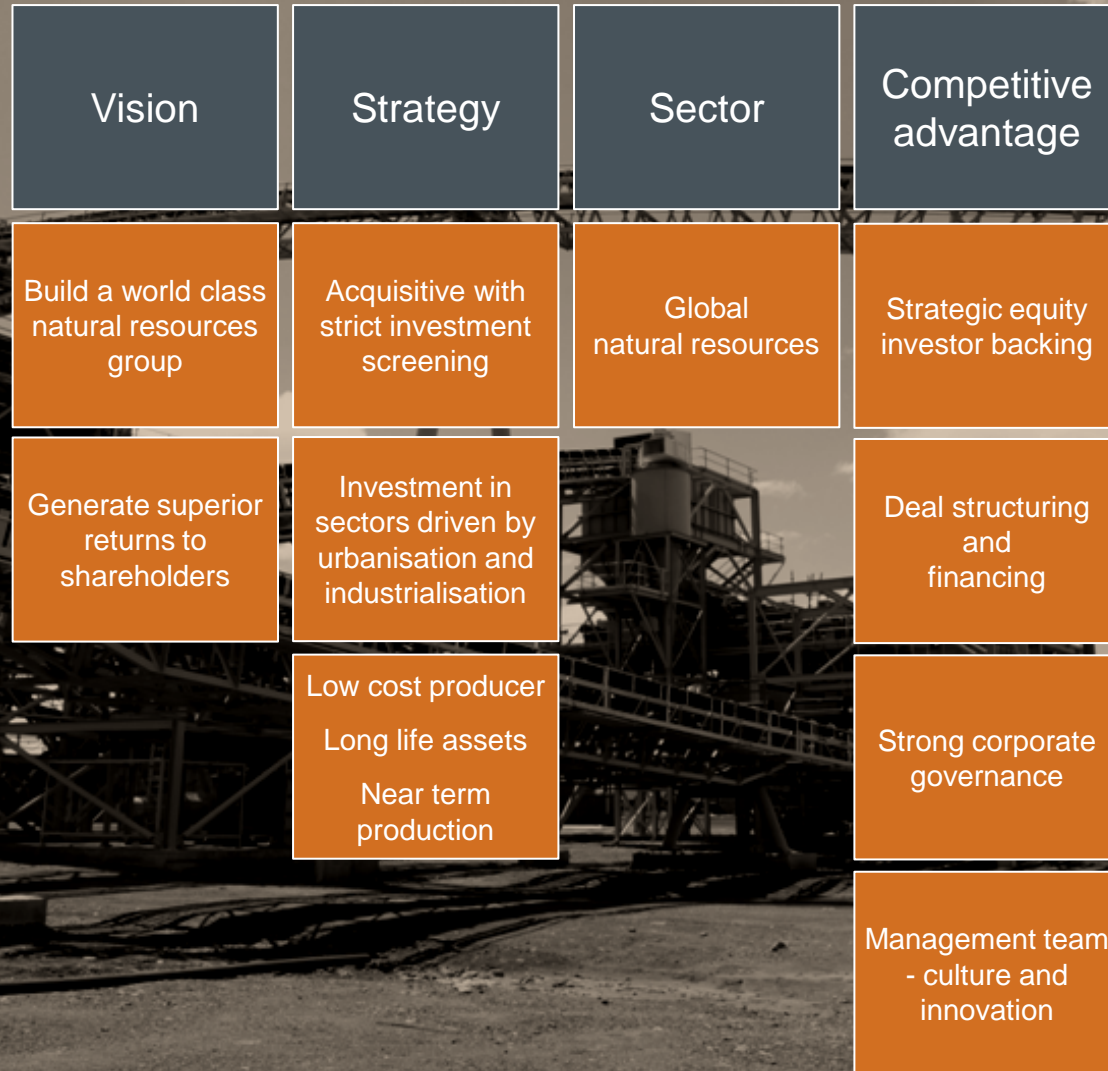 Vision
Strategy
Sector
Competitive
advantage
Build a world class
natural resources
group
Acquisitive with
strict investment
screening
Global
natural resources
Strategic equity
investor backing
Generate superior
returns to
shareholders
Investment in
sectors driven by
urbanisation and
industrialisation
Deal structuring
and
financing
Low cost producer
Long life assets
Near term
production
Strong corporate
governance
Management team
- culture and
innovation